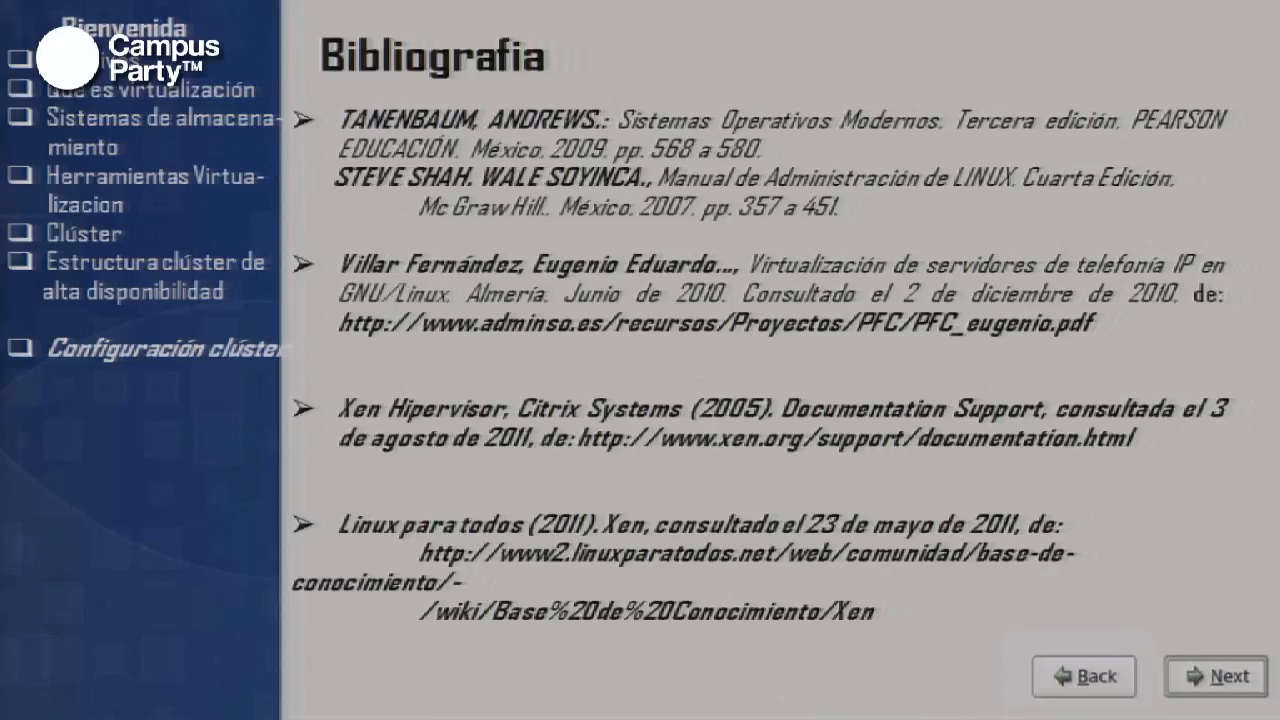 Bienvenida
Campus
Party™
Qué es virtualización
Sistemas de almacena-
miento
Herramientas Virtua-
lizacion
Clúster
Estructura clúster de
alta disponibilidad
Configuración clúster
Bibliografia
TANENBAUM, ANDREWS.: Sistemas Operativos Modernos. Tercera edición. PEARSON
EDUCACIÓN. México. 2009. pp. 568 a 580.
STEVE SHAH. WALE SOYINCA., Manual de Administración de LINUX. Cuarta Edición.
Mc Graw Hill. México. 2007. pp. 357 a 451.
Villar Fernández, Eugenio Eduardo..., Virtualización de servidores de telefonía IP en
GNU/Linux. Almería. Junio de 2010. Consultado el 2 de diciembre de 2010. de:
http://www.adminso.es/recursos/Proyectos/PFC/PFC_eugenio.pdf
Xen Hipervisor, Citrix Systems (2005). Documentation Support, consultada el 3
de agosto de 2011, de: http://www.xen.org/support/documentation.html
Linux para todos (2011). Xen, consultado el 23 de mayo de 2011, de:
http://www2.linuxparatodos.net/web/comunidad/base-de-
conocimiento/-
/wiki/Base%20de%20Conocimiento/Xen
Back
Next